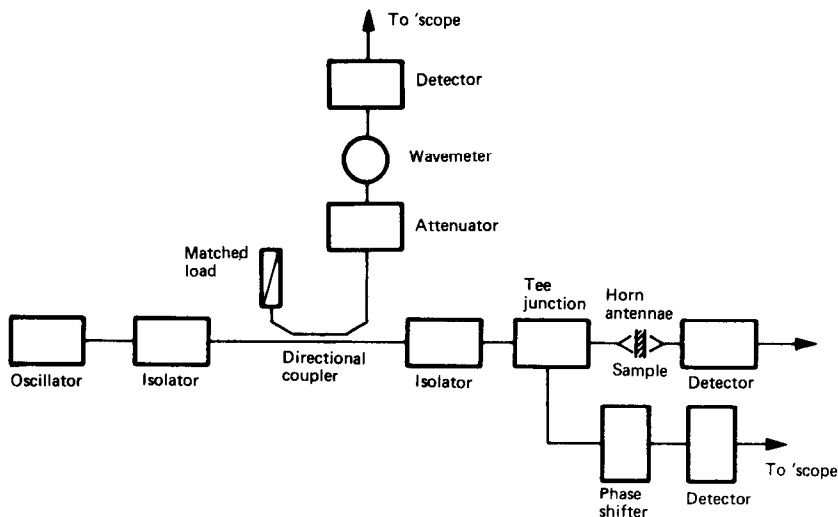 To 'scope
Detector
Wavemeter
Attenuator
Matched
load
Tee
junction
Horn
antennae
Oscillator
Isolator
Directional
coupler
Isolator
Sample
Detector
To 'scope
Phase
shifter
Detector